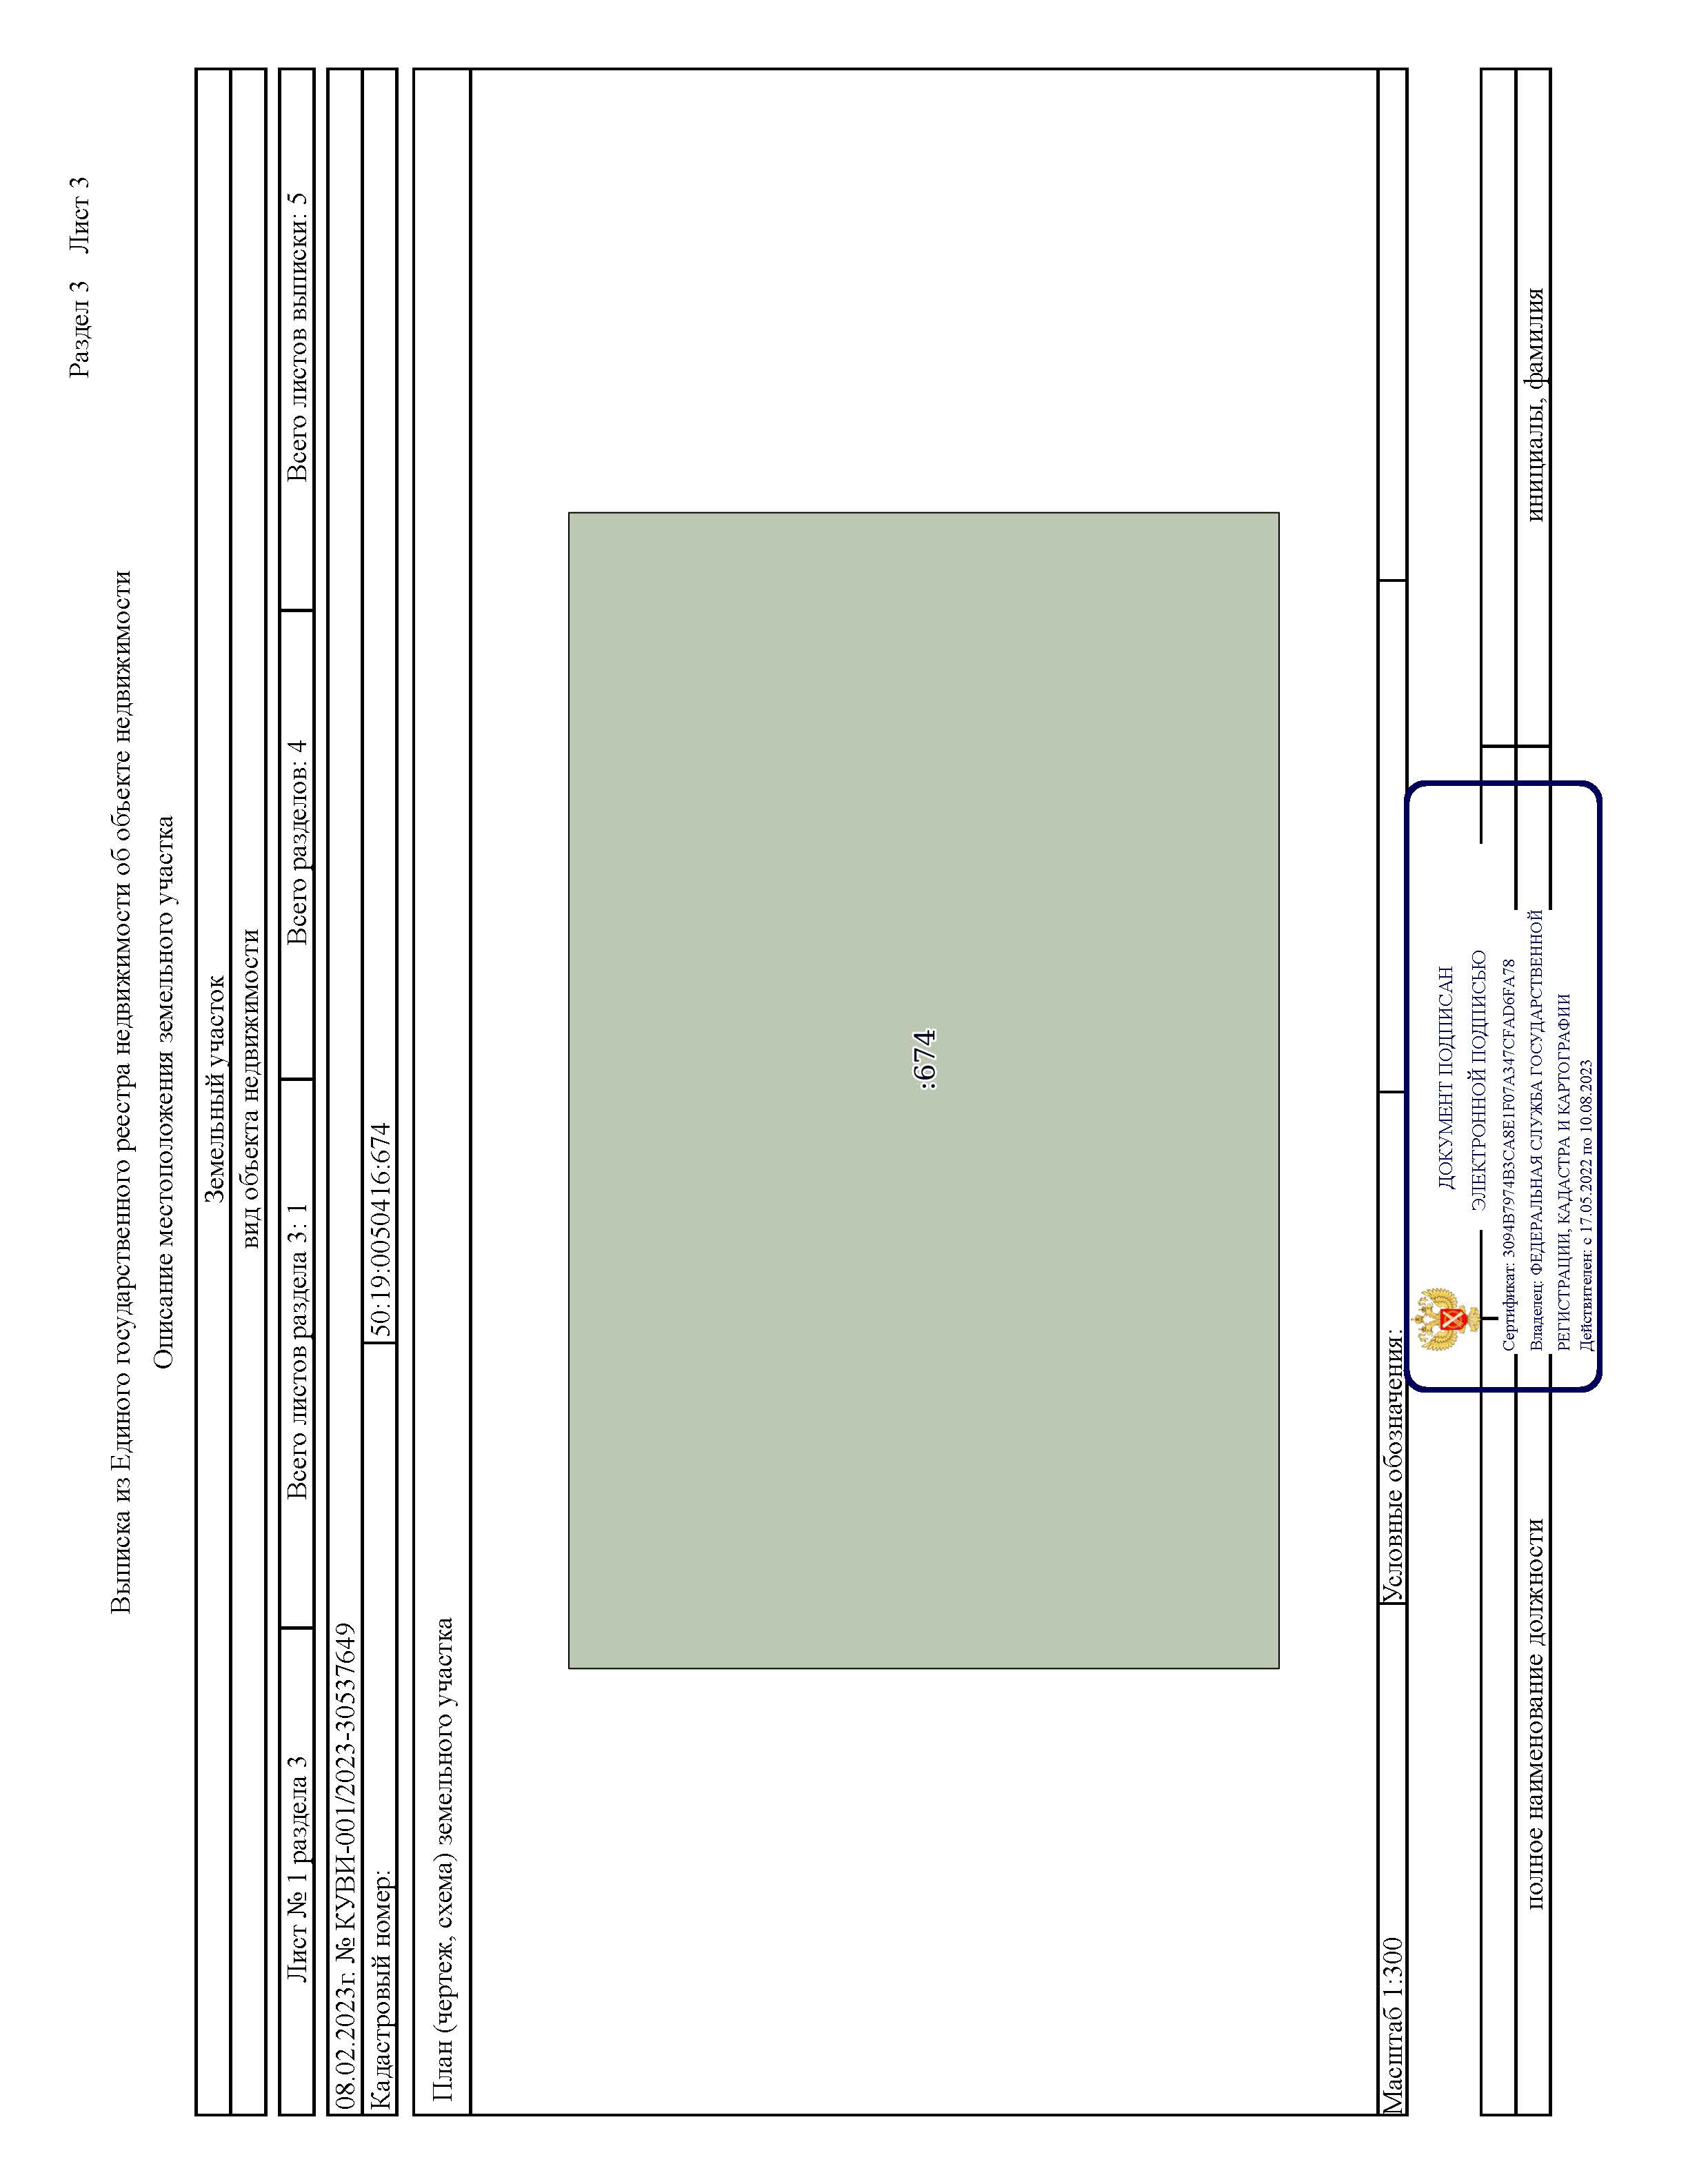 Раздел 3 Лист 3
Выписка из Единого государственного реестра недвижимости об объекте недвижимости
Описание местоположения земельного участка
Земельный участок
вид объекта недвижимости
Лист № 1 раздела 3 Всего листов раздела 3: 1 Всего разделов: 4 Всего листов выписки: 5
08.02.2023г. № КУВИ-001/2023-30537649
Кадастровый номер: 50:19:0050416:674
План (чертеж, схема) земельного участка
:674
Масштаб 1:300 Условные обозначения:
ДОКУМЕНТ ПОДПИСАН
ЭЛЕКТРОННОЙ ПОДПИСЬЮ
Сертификат: 3094B7974B3CA8E1F07A347CFAD6FA78
Владелец: ФЕДЕРАЛЬНАЯ СЛУЖБА ГОСУДАРСТВЕННОЙ
РЕГИСТРАЦИИ, КАДАСТРА И КАРТОГРАФИИ
Действителен: с 17.05.2022 по 10.08.2023
полное наименование должности инициалы, фамилия